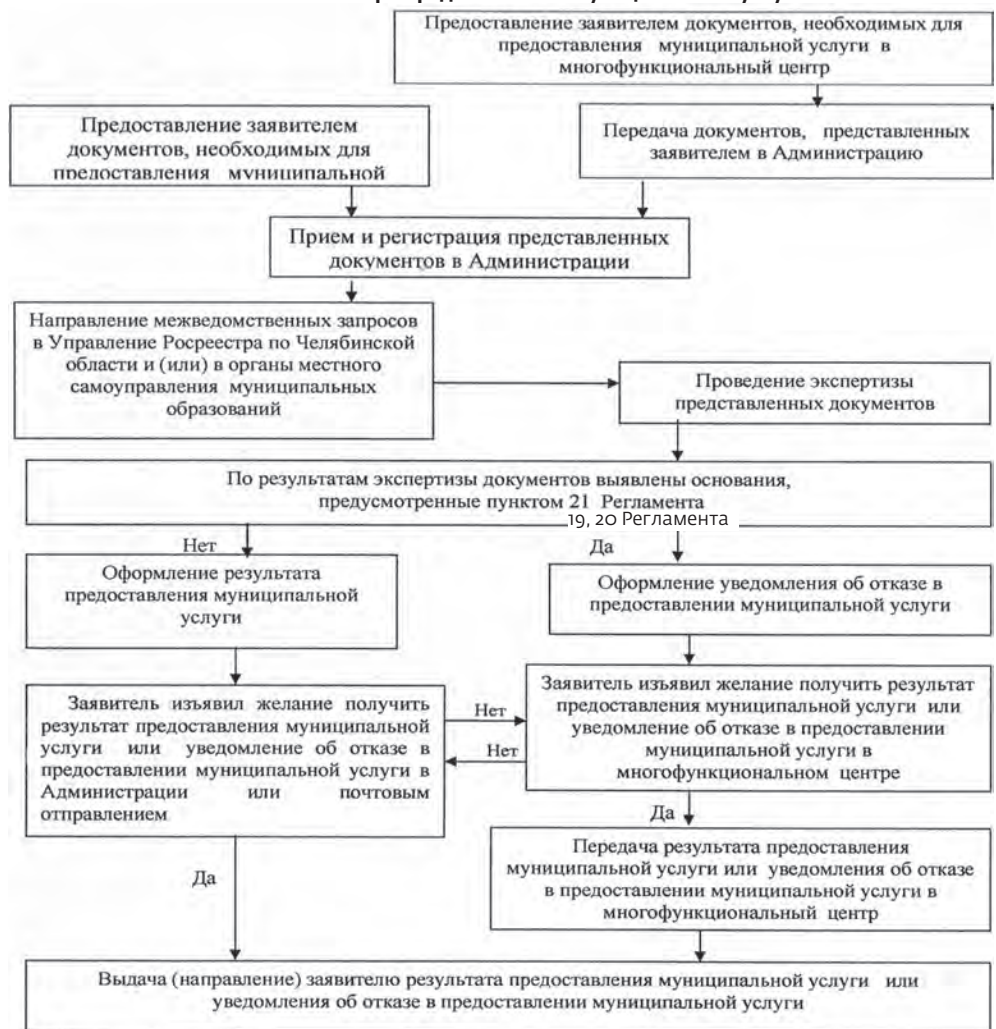 Предоставление заявителем документов, необходимых для
предоставления муниципальной услуги в
многофункциональный центр
Предоставление заявителем
документов, необходимых для
предоставления муниципальной
Передача документов, представленных
заявителем в Администрацию
Прием и регистрация представленных
документов в Администрации
Направление межведомственных запросов
в Управление Росреестра по Челябинской
области и (или) в органы местного
самоуправления муниципальных
образований
Проведение экспертизы
представленных документов
По результатам экспертизы документов выявлены основания,
предусмотренные пунктом 21 Регламента
19, 20 Регламента
Нет
Да
Оформление результата
предоставления муниципальной
услуги
Оформление уведомления об отказе в
предоставлении муниципальной услуги
Заявитель изъявил желание получить
результат предоставления муниципальной
услуги или уведомление об отказе в
предоставлении муниципальной услуги в
Администрации или почтовым
отправлением
Нет
Нет
Заявитель изъявил желание получить результат
предоставления муниципальной услуги или
уведомление об отказе в предоставлении
муниципальной услуги в
многофункциональном центре
Да
Да
Передача результата предоставления
муниципальной услуги или уведомления об отказе
в предоставлении муниципальной услуги в
многофункциональный центр
Выдача (направление) заявителю результата предоставления муниципальной услуги или
уведомления об отказе в предоставлении муниципальной услуги